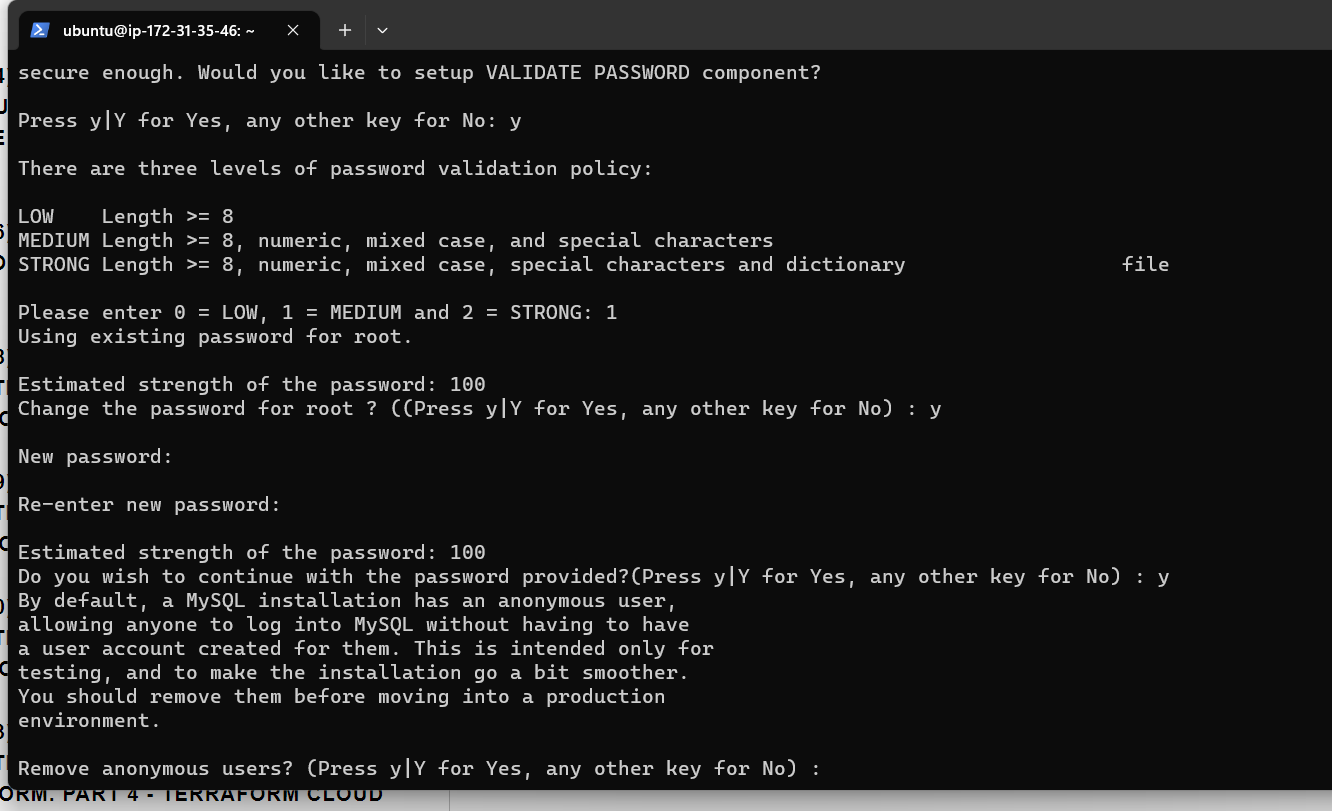 ubuntu@ip-172-31-35-46: ~
secure enough. Would you like to setup VALIDATE PASSWORD component?
Press y|Y for Yes, any other key for No: y
There are three levels of password validation policy:
LOW    Length >= 8
MEDIUM Length >= 8, numeric, mixed case, and special characters
STRONG Length >= 8, numeric, mixed case, special characters and dictionary                  file
Please enter 0 = LOW, 1 = MEDIUM and 2 = STRONG: 1
Using existing password for root.
Estimated strength of the password: 100
Change the password for root ? ((Press y|Y for Yes, any other key for No) : y
New password:
Re-enter new password:
Estimated strength of the password: 100
Do you wish to continue with the password provided?(Press y|Y for Yes, any other key for No) : y
By default, a MySQL installation has an anonymous user,
allowing anyone to log into MySQL without having to have
a user account created for them. This is intended only for
testing, and to make the installation go a bit smoother.
You should remove them before moving into a production
environment.
Remove anonymous users? (Press y|Y for Yes, any other key for No) :
ORM. PART 4 - TERRAFORM CLOUD